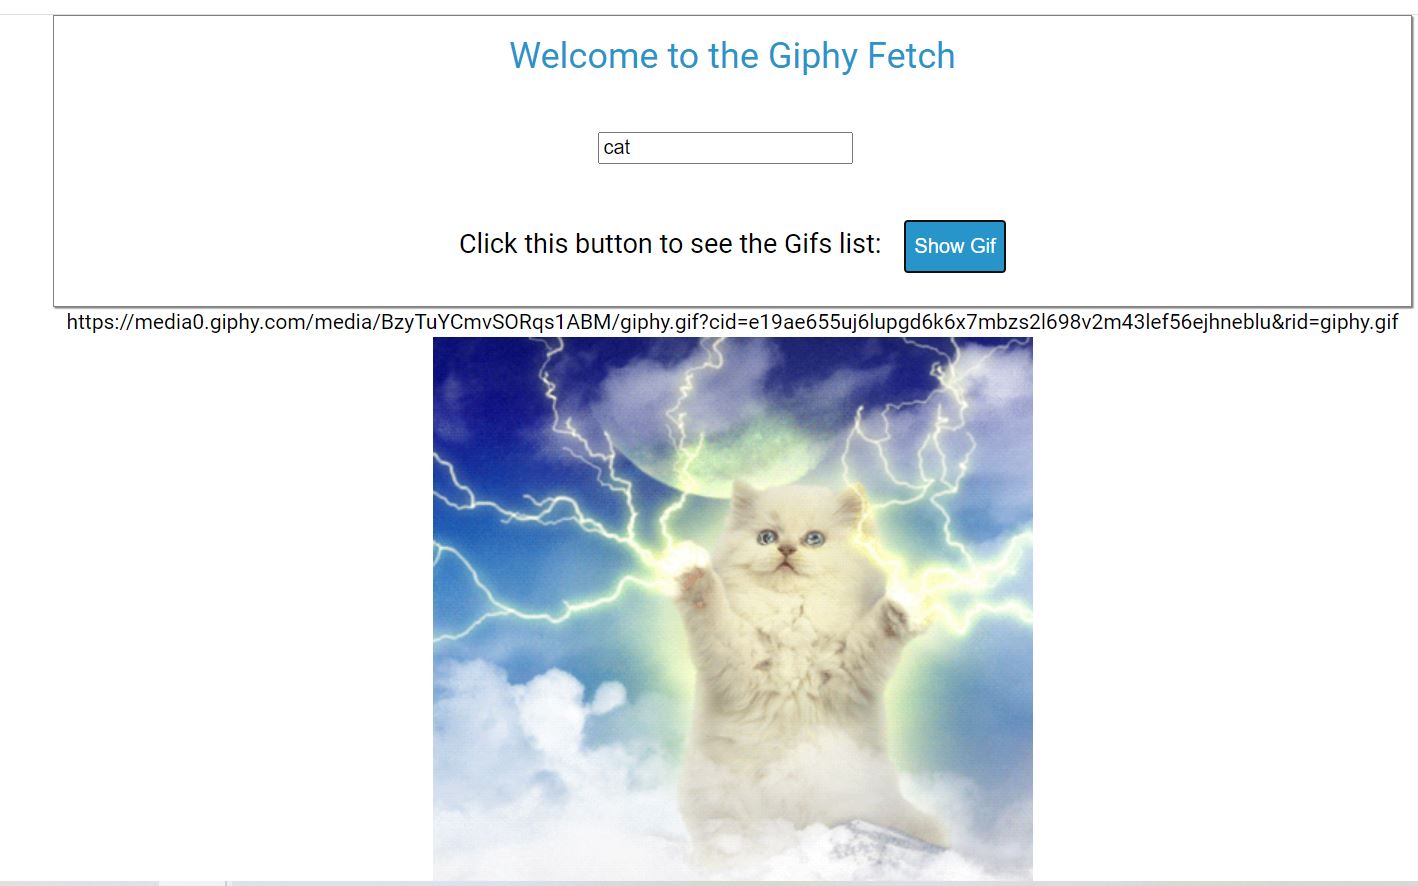 Welcome to the Giphy Fetch
cat
Click this button to see the Gifs list: Show Gif
https://media0.giphy.com/media/BzyTuYCmvSORqs1ABM/giphy.gif?cid=e19ae655uj6lupgd6k6x7mbzs2l698v2m43lef56ejhneblu&rid=giphy.gif